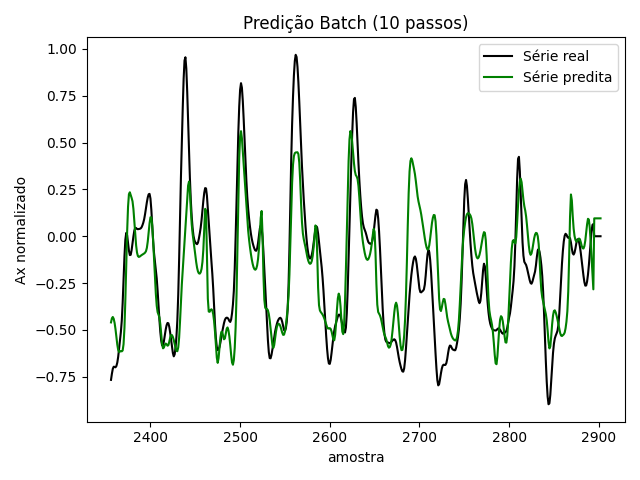 Predição Batch (10 passos)
Série real
Série predita
Ax normalizado
1.00
0.75
0.50
0.25
0.00
−0.25
−0.50
−0.75
2400 2500 2600 2700 2800 2900
amostra